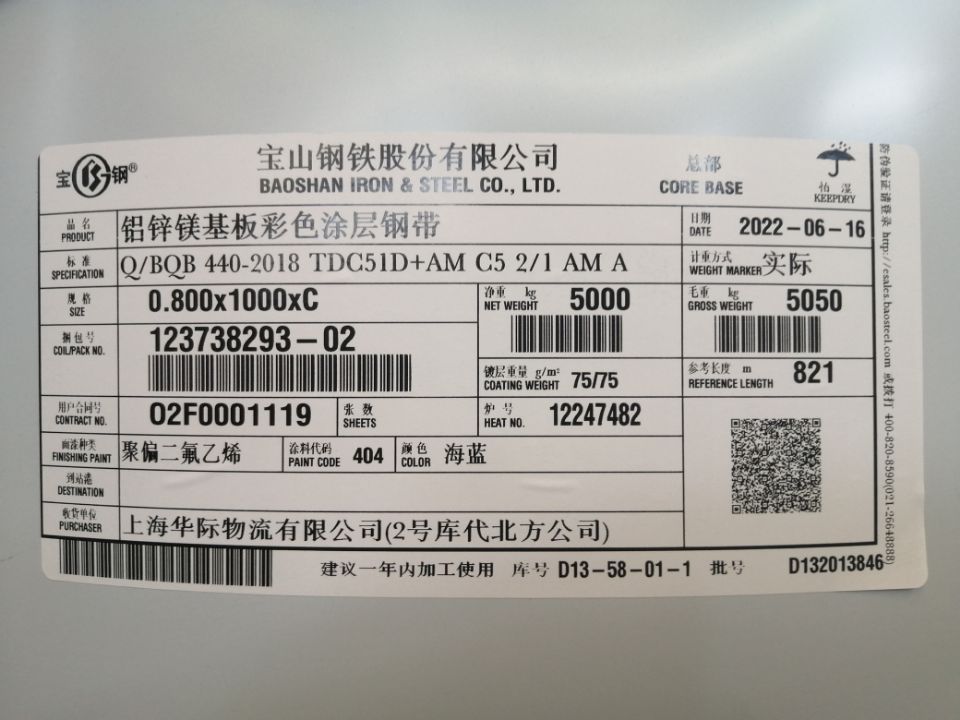 宝钢®
宝山钢铁股份有限公司
BAOSHAN IRON & STEEL CO., LTD.
总部
CORE BASE
怕 湿
KEEPDRY
品 名
PRODUCT
铝锌镁基板彩色涂层钢带
日期
DATE
2022-06-16
标 准
SPECIFICATION
Q/BQB 440-2018 TDC51D+AM C5 2/1 AM A
计重方式
WEIGHT MARKER
实际
规 格
SIZE
0.800x1000xC
净重 kg
NET WEIGHT
5000
毛重 kg
GROSS WEIGHT
5050
捆包号
COIL/PACK NO.
123738293-02
镀层重量 g/m²
COATING WEIGHT
75/75
参考长度 m
REFERENCE LENGTH
821
用户合同号
CONTRACT NO.
02F0001119
张 数
SHEETS
炉 号
HEAT NO.
12247482
面漆种类
FINISHING PAINT
聚偏二氟乙烯
涂料代码
PAINT CODE
404
颜 色
COLOR
海蓝
到站港
DESTINATION
收货单位
PURCHASER
上海华际物流有限公司(2号库代北方公司)
建议一年内加工使用 库号 D13-58-01-1 批号 D132013846
防伪验证请登录 http://esales.baosteel.com 或拨打 400-820-8590(021-26648888)